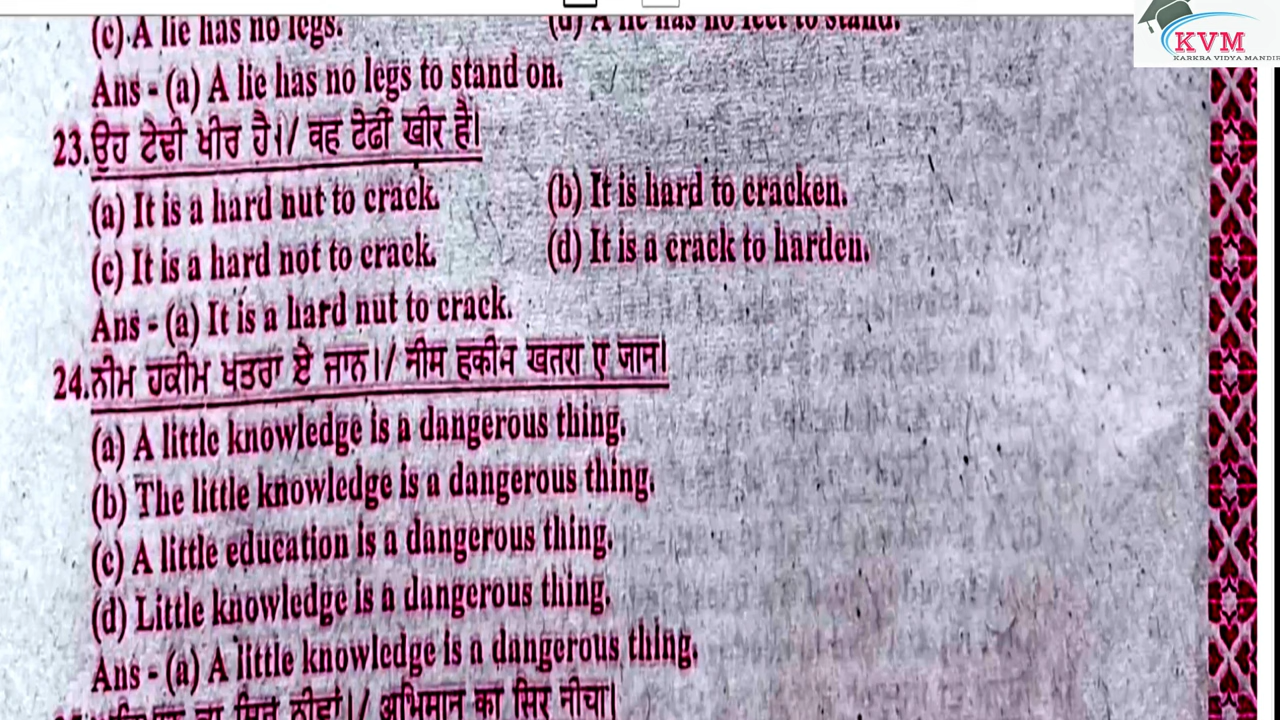 (c) A lie has no legs. (d) A lie has no feet to stand.
Ans - (a) A lie has no legs to stand on.
23. ਉਹ ਟੇਢੀ ਖੀਰ ਹੈ।/ वह टेढी खीर है।
(a) It is a hard nut to crack. (b) It is hard to cracken.
(c) It is a hard not to crack. (d) It is a crack to harden.
Ans - (a) It is a hard nut to crack.
24. ਨੀਮ ਹਕੀਮ ਖਤਰਾ ਏ ਜਾਨ।/ नीम हकीम खतरा ए जान।
(a) A little knowledge is a dangerous thing.
(b) The little knowledge is a dangerous thing.
(c) A little education is a dangerous thing.
(d) Little knowledge is a dangerous thing.
Ans - (a) A little knowledge is a dangerous thing.
ਦਾ ਸਿਰ ਨੀਵਾਂ।/ अभिमान का सिर नीचा।
KVM
KARKRA VIDYA MANDIR